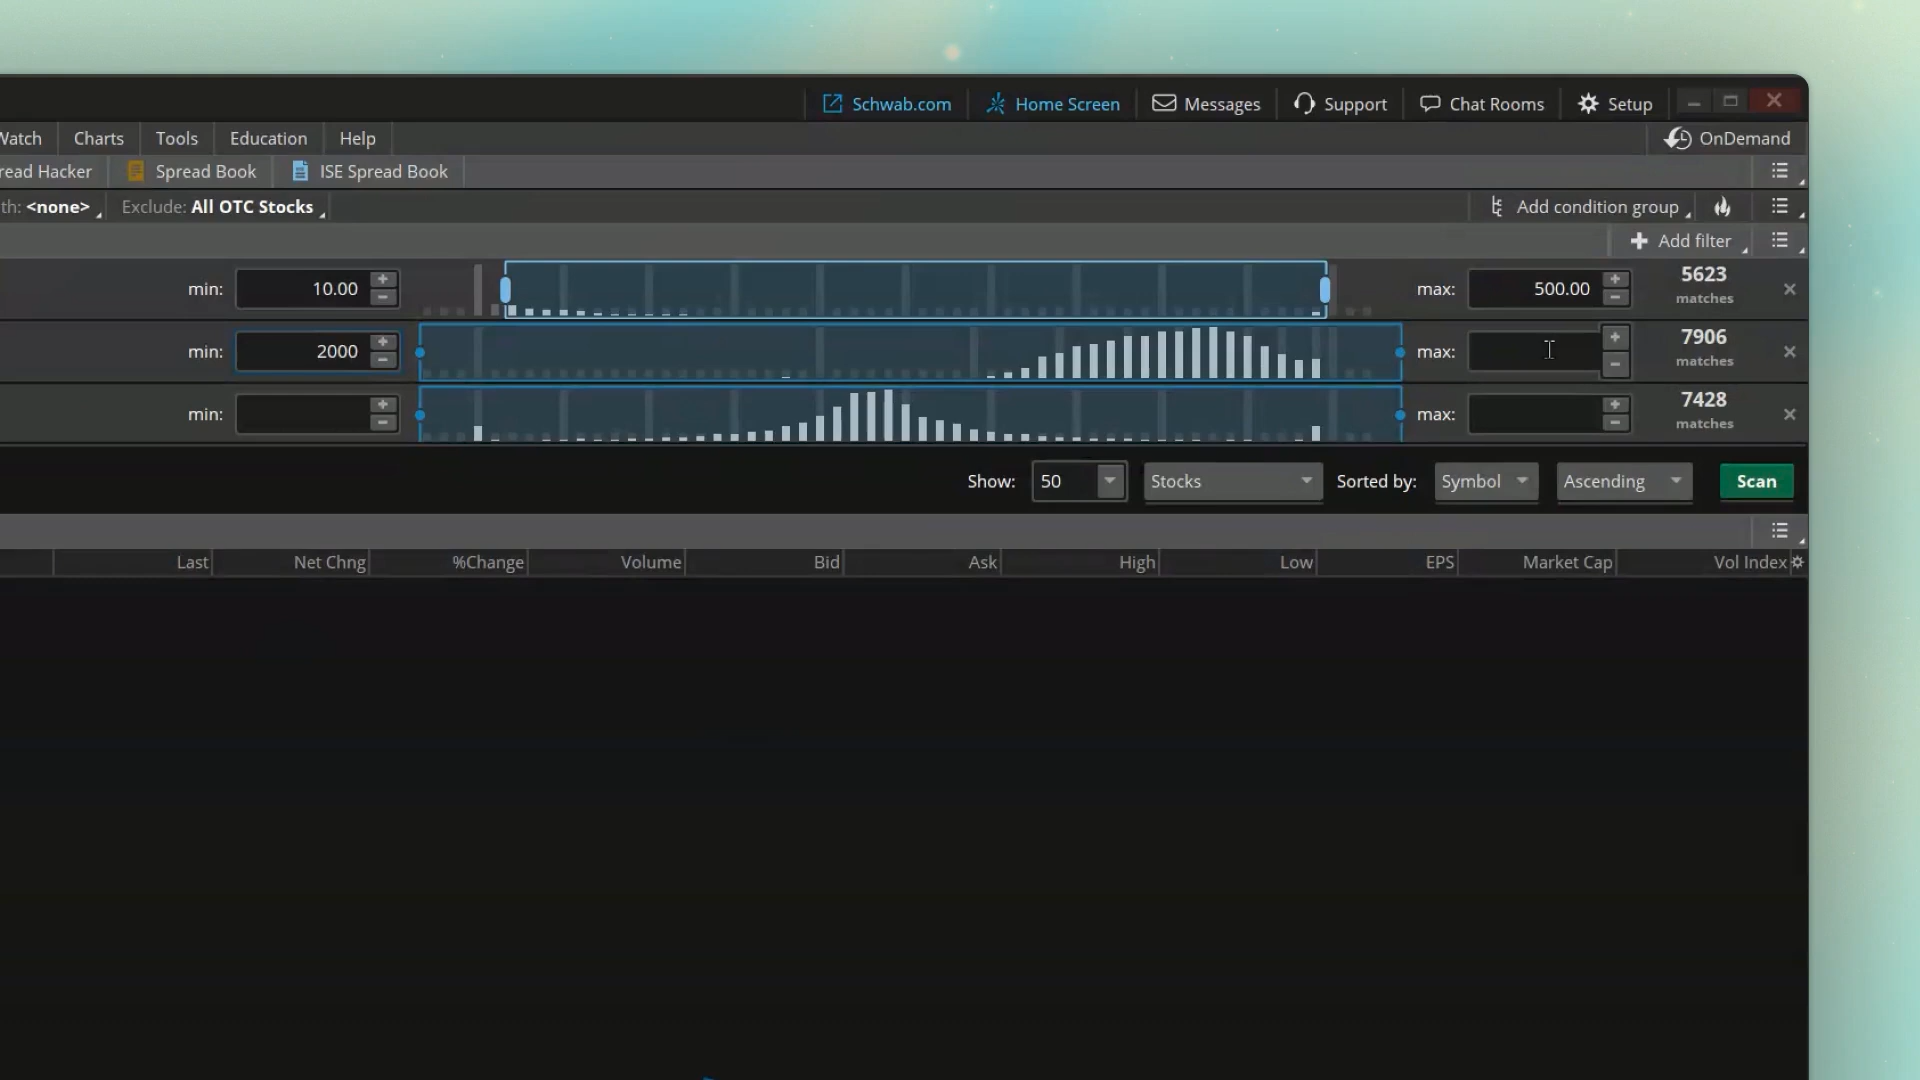 Schwab.com Home Screen Messages Support Chat Rooms Setup
Watch Charts Tools Education Help OnDemand
read Hacker Spread Book ISE Spread Book
th: <none> Exclude: All OTC Stocks Add condition group
Add filter
min: 10.00 max: 500.00 5623 matches
min: 2000 max: 7906 matches
min: max: 7428 matches
Show: 50 Stocks Sorted by: Symbol Ascending Scan
Last Net Chng %Change Volume Bid Ask High Low EPS Market Cap Vol Index